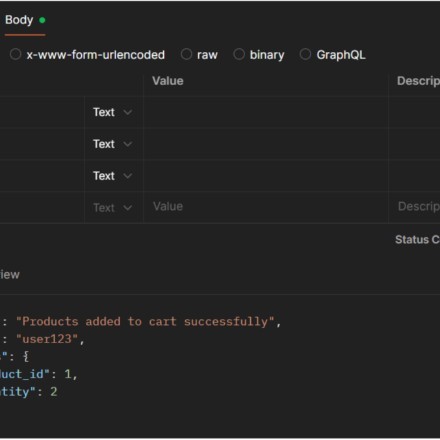 Body
x-www-form-urlencoded raw binary GraphQL
Value Descrip
Text
Text
Text
Text Value Descrip
Status C
iew
: "Products added to cart successfully",
: "user123",
": {
duct_id": 1,
tity": 2